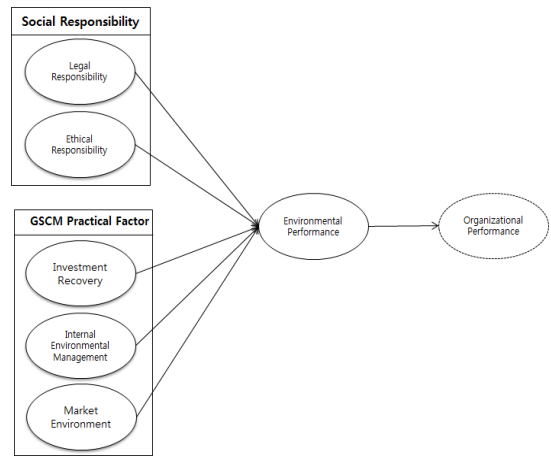 Social Responsibility
Legal
Responsibility
Ethical
Responsibility
GSCM Practical Factor
Investment
Recovery
Internal
Environmental
Management
Market
Environment
Environmental
Performance
Organizational
Performance